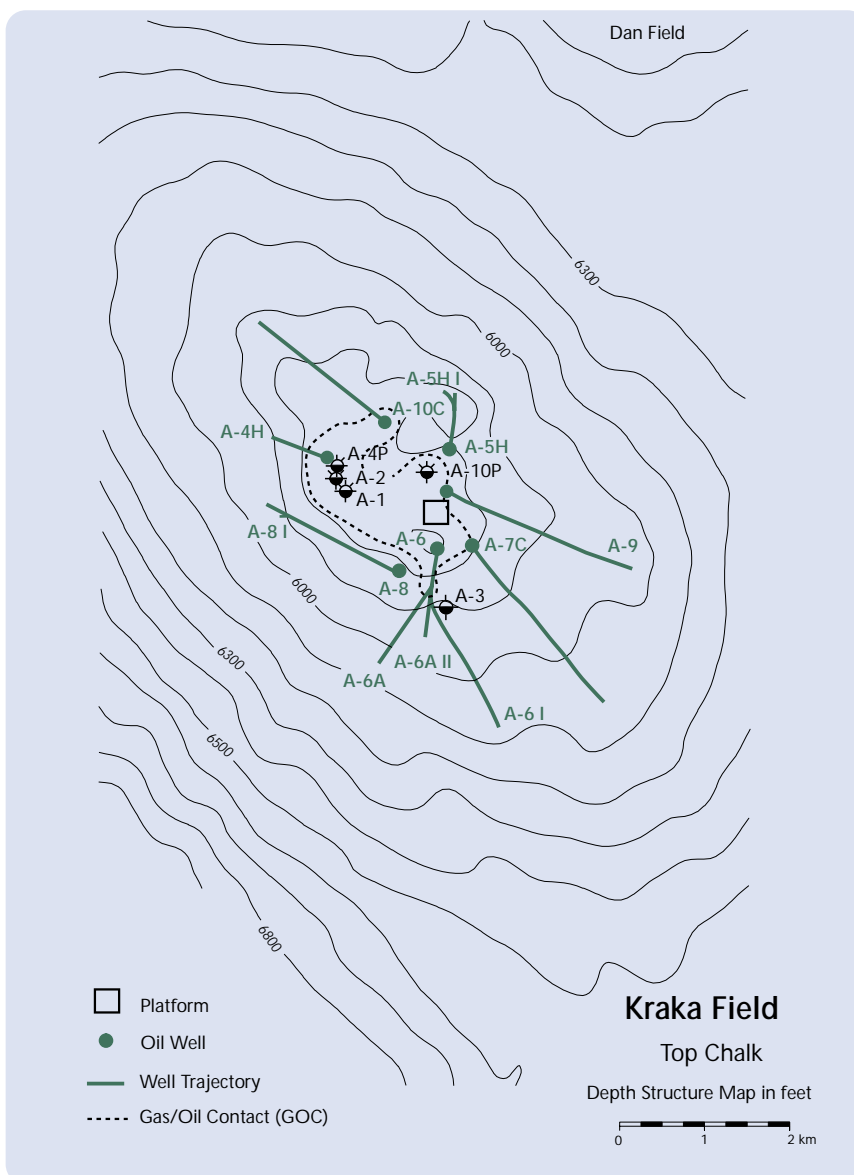 Dan Field
6300
6000
A-5H I
A-10C
A-4H
A-5H
A-4P
A-10P
A-2
A-1
A-8 I
A-6
A-7C
A-9
A-8
A-3
6000
6300
A-6A II
A-6A
A-6 I
6500
6800
Platform
Oil Well
Well Trajectory
Gas/Oil Contact (GOC)
Kraka Field
Top Chalk
Depth Structure Map in feet
0 1 2 km